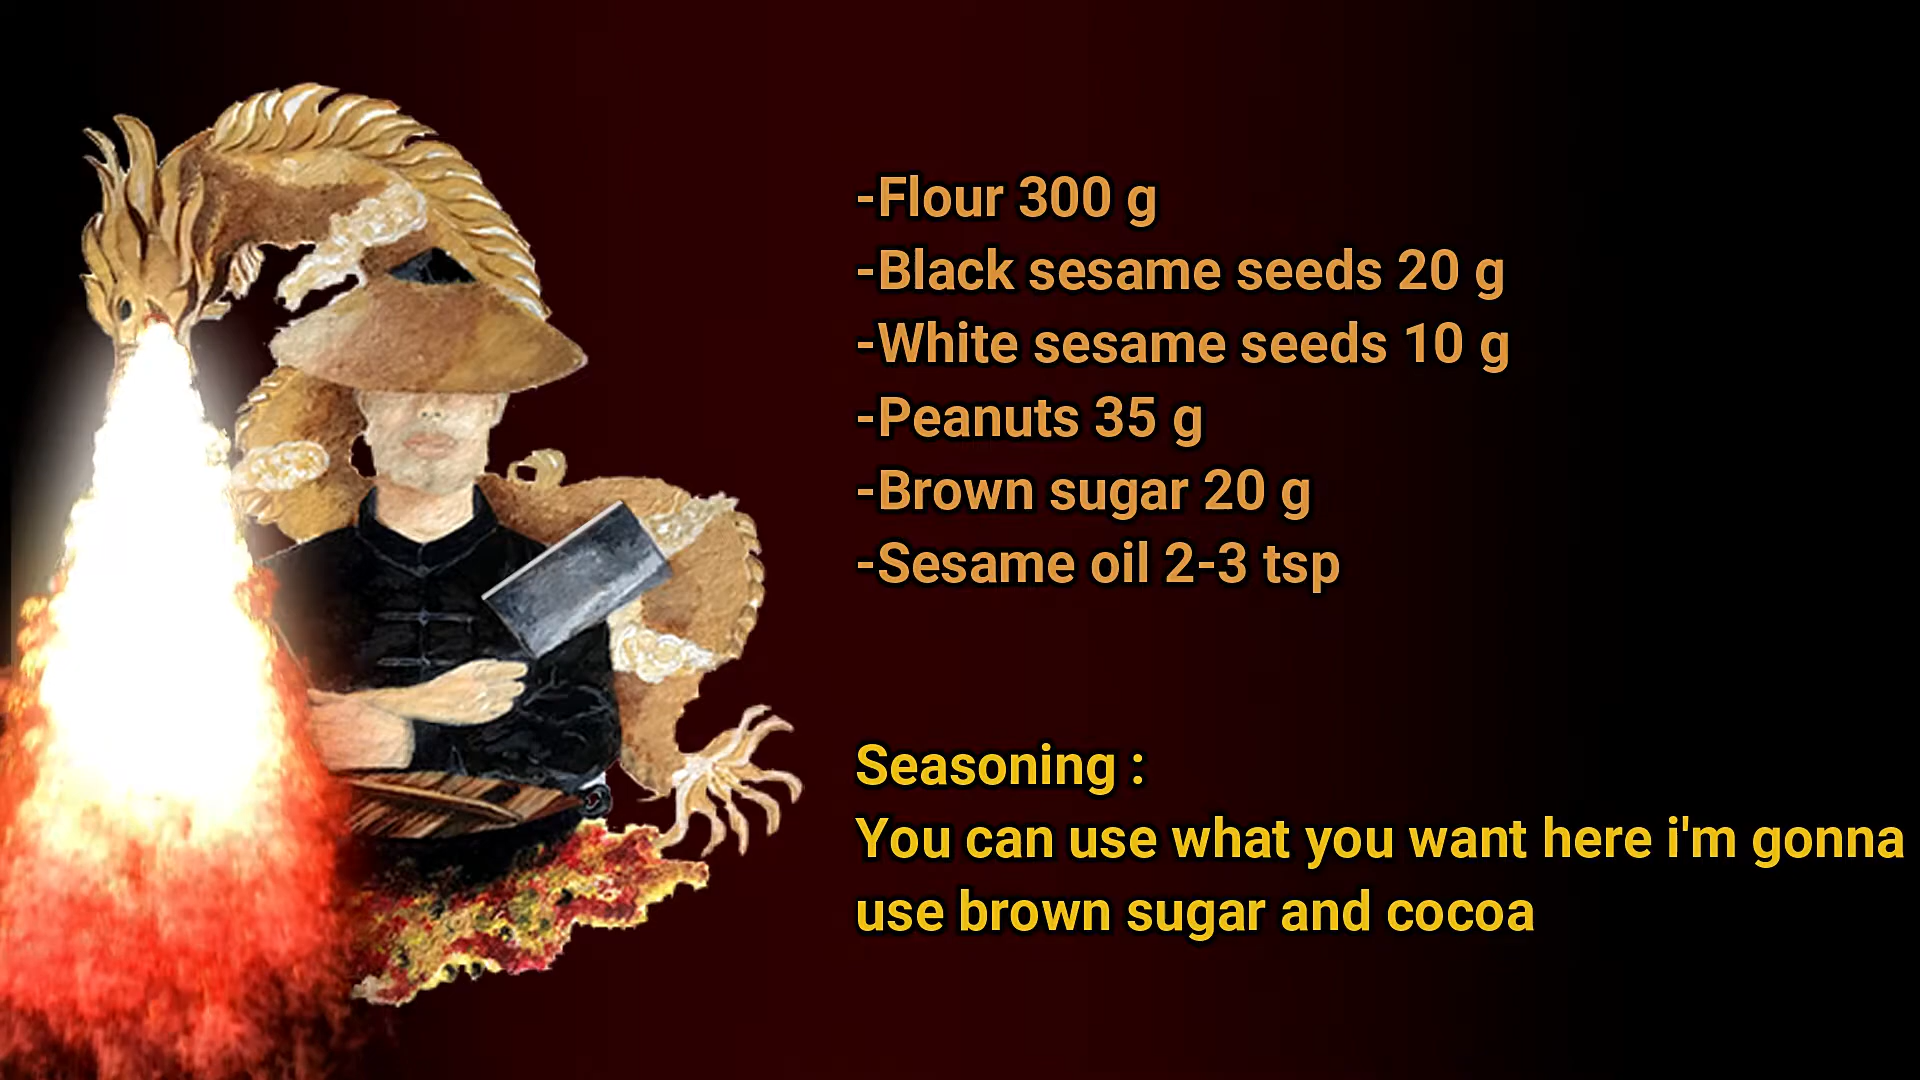 -Flour 300 g
-Black sesame seeds 20 g
-White sesame seeds 10 g
-Peanuts 35 g
-Brown sugar 20 g
-Sesame oil 2-3 tsp
Seasoning :
You can use what you want here i'm gonna
use brown sugar and cocoa